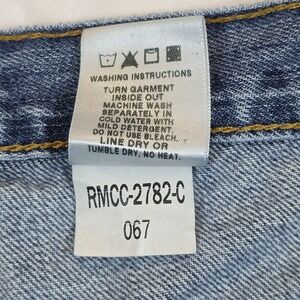 WASHING INSTRUCTIONS
TURN GARMENT
INSIDE OUT
MACHINE WASH
SEPARATELY IN
COLD WATER WITH
MILD DETERGENT.
DO NOT USE BLEACH.
LINE DRY OR
TUMBLE DRY, NO HEAT.
RMCC-2782-C
067